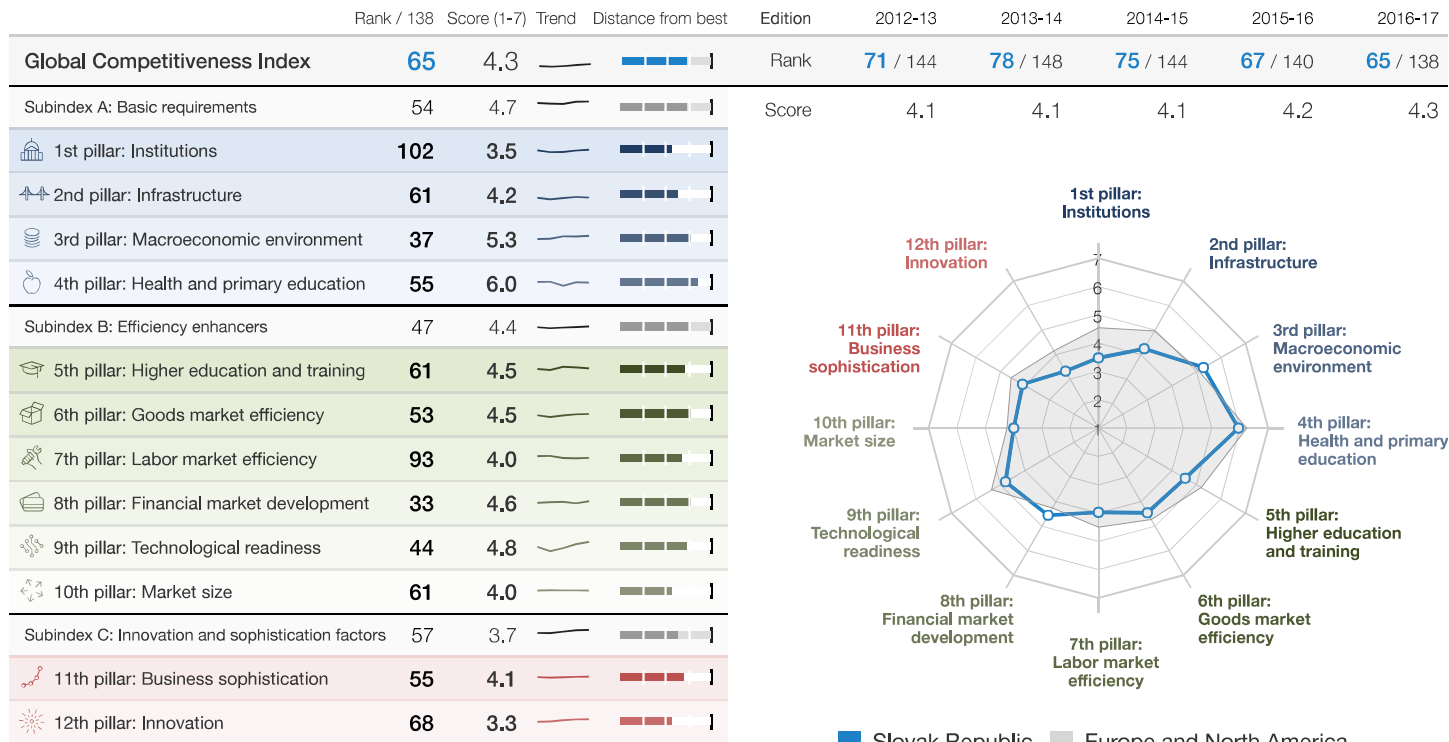 Rank / 138 Score (1-7) Trend Distance from best
Global Competitiveness Index 65 4.3
Subindex A: Basic requirements 54 4.7
1st pillar: Institutions 102 3.5
2nd pillar: Infrastructure 61 4.2
3rd pillar: Macroeconomic environment 37 5.3
4th pillar: Health and primary education 55 6.0
Subindex B: Efficiency enhancers 47 4.4
5th pillar: Higher education and training 61 4.5
6th pillar: Goods market efficiency 53 4.5
7th pillar: Labor market efficiency 93 4.0
8th pillar: Financial market development 33 4.6
9th pillar: Technological readiness 44 4.8
10th pillar: Market size 61 4.0
Subindex C: Innovation and sophistication factors 57 3.7
11th pillar: Business sophistication 55 4.1
12th pillar: Innovation 68 3.3
Edition 2012-13 2013-14 2014-15 2015-16 2016-17
Rank 71 / 144 78 / 148 75 / 144 67 / 140 65 / 138
Score 4.1 4.1 4.1 4.2 4.3
1st pillar:
Institutions
2nd pillar:
Infrastructure
3rd pillar:
Macroeconomic
environment
4th pillar:
Health and primary
education
5th pillar:
Higher education
and training
6th pillar:
Goods market
efficiency
7th pillar:
Labor market
efficiency
8th pillar:
Financial market
development
9th pillar:
Technological
readiness
10th pillar:
Market size
11th pillar:
Business
sophistication
12th pillar:
Innovation
7
6
5
4
3
2
1
Slovak Republic Europe and North America